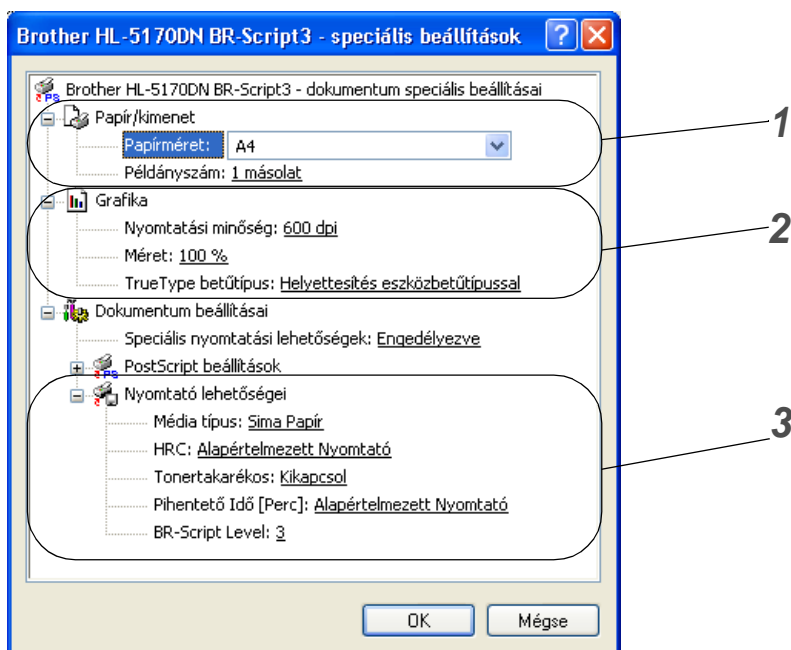 Brother HL-5170DN BR-Script3 - speciális beállítások
Brother HL-5170DN BR-Script3 - dokumentum speciális beállításai
Papír/kimenet
Papírméret: A4
Példányszám: 1 másolat
1
Grafika
Nyomtatási minőség: 600 dpi
Méret: 100 %
TrueType betűtípus: Helyettesítés eszközbetűtípussal
2
Dokumentum beállításai
Speciális nyomtatási lehetőségek: Engedélyezve
PostScript beállítások
Nyomtató lehetőségei
Média típus: Sima Papír
HRC: Alapértelmezett Nyomtató
Tonertakarékos: Kikapcsol
Pihentető Idő [Perc]: Alapértelmezett Nyomtató
BR-Script Level: 3
3
OK Mégse